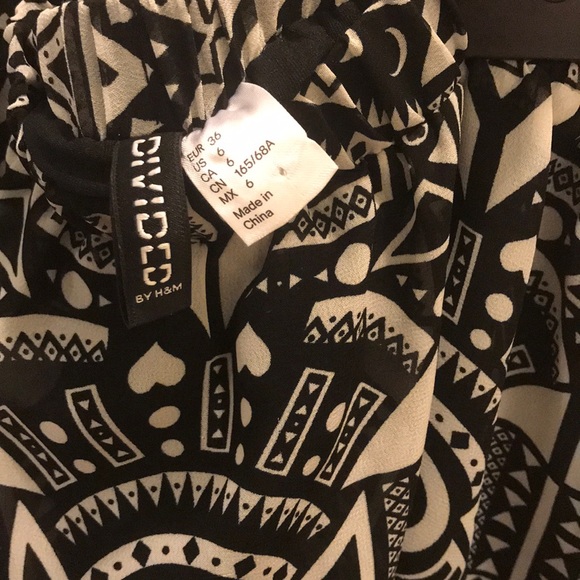 DIVIDED
BY H&M
EUR 36
US 6
CA 6
CN 165/68A
MX 6
Made in
China